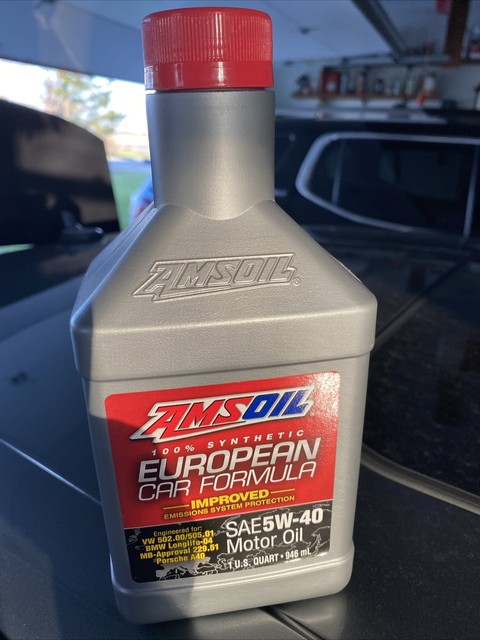 AMSOIL®
AMSOIL
100% SYNTHETIC
EUROPEAN
CAR FORMULA
IMPROVED
EMISSIONS SYSTEM PROTECTION
Engineered for:
VW 502.00/505.01
BMW Longlife-04
MB-Approval 229.51
Porsche A40
SAE 5W-40
Motor Oil
1 U.S. QUART • 946 mL